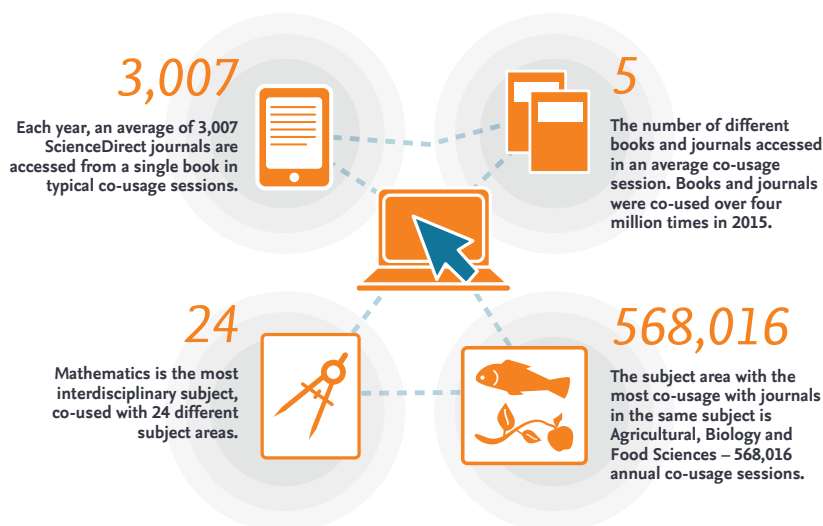 3,007
Each year, an average of 3,007
ScienceDirect journals are
accessed from a single book in
typical co-usage sessions.
5
The number of different
books and journals accessed
in an average co-usage
session. Books and journals
were co-used over four
million times in 2015.
24
Mathematics is the most
interdisciplinary subject,
co-used with 24 different
subject areas.
568,016
The subject area with the
most co-usage with journals
in the same subject is
Agricultural, Biology and
Food Sciences – 568,016
annual co-usage sessions.